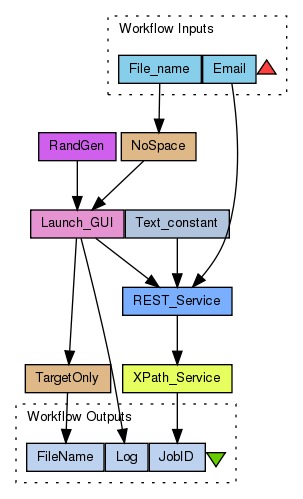 Workflow Inputs
File_name Email
RandGen NoSpace
Launch_GUI Text_constant
REST_Service
TargetOnly XPath_Service
Workflow Outputs
FileName Log JobID